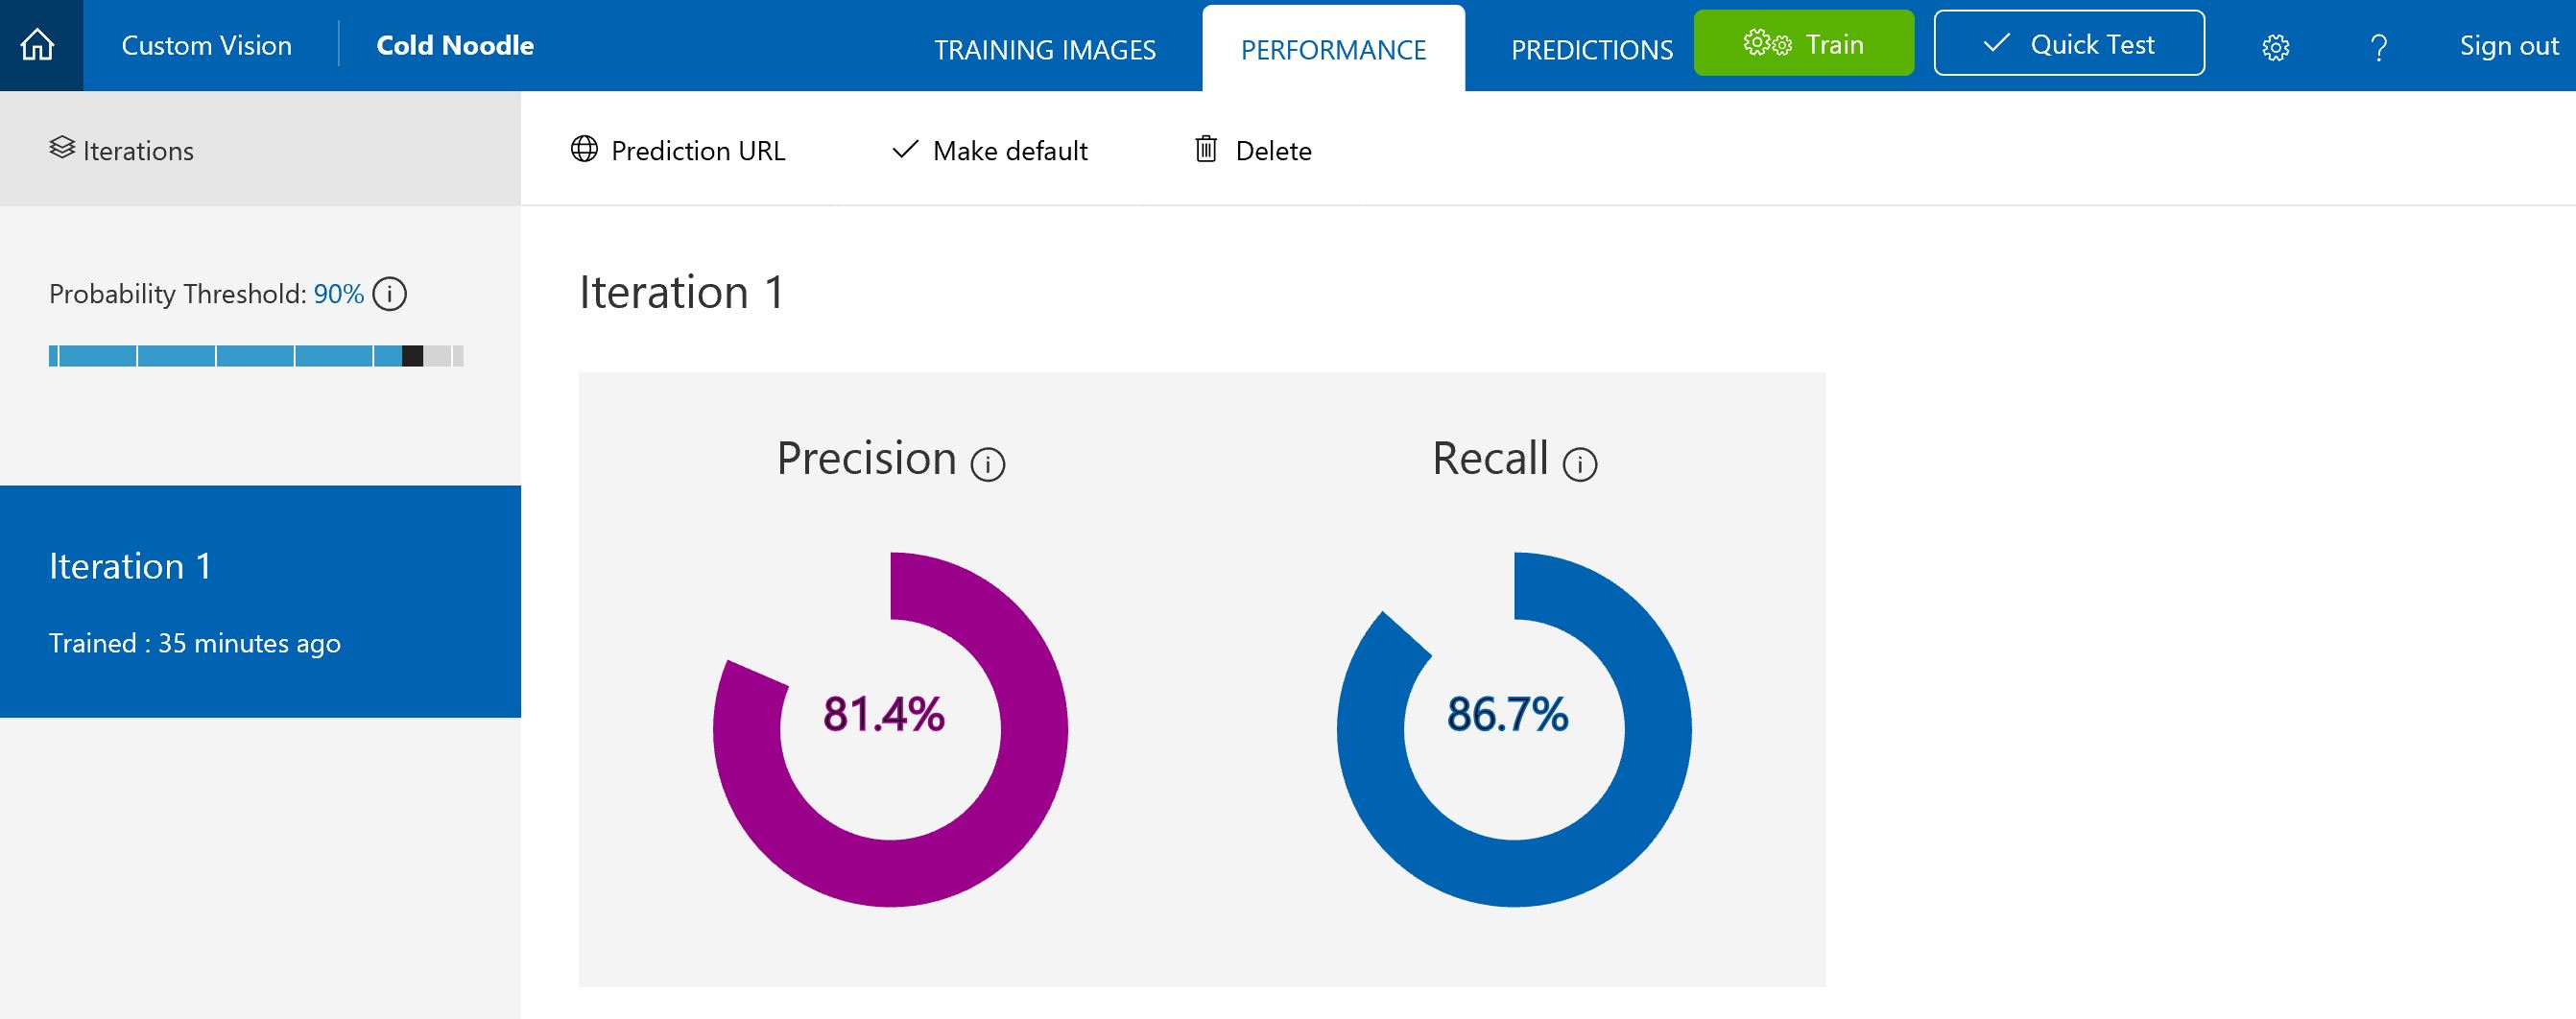 Custom Vision
Cold Noodle
TRAINING IMAGES
PERFORMANCE
PREDICTIONS
Train
Quick Test
?
Sign out
Iterations
Prediction URL
Make default
Delete
Probability Threshold: 90%
Iteration 1
Trained : 35 minutes ago
Iteration 1
Precision
Recall
81.4%
86.7%